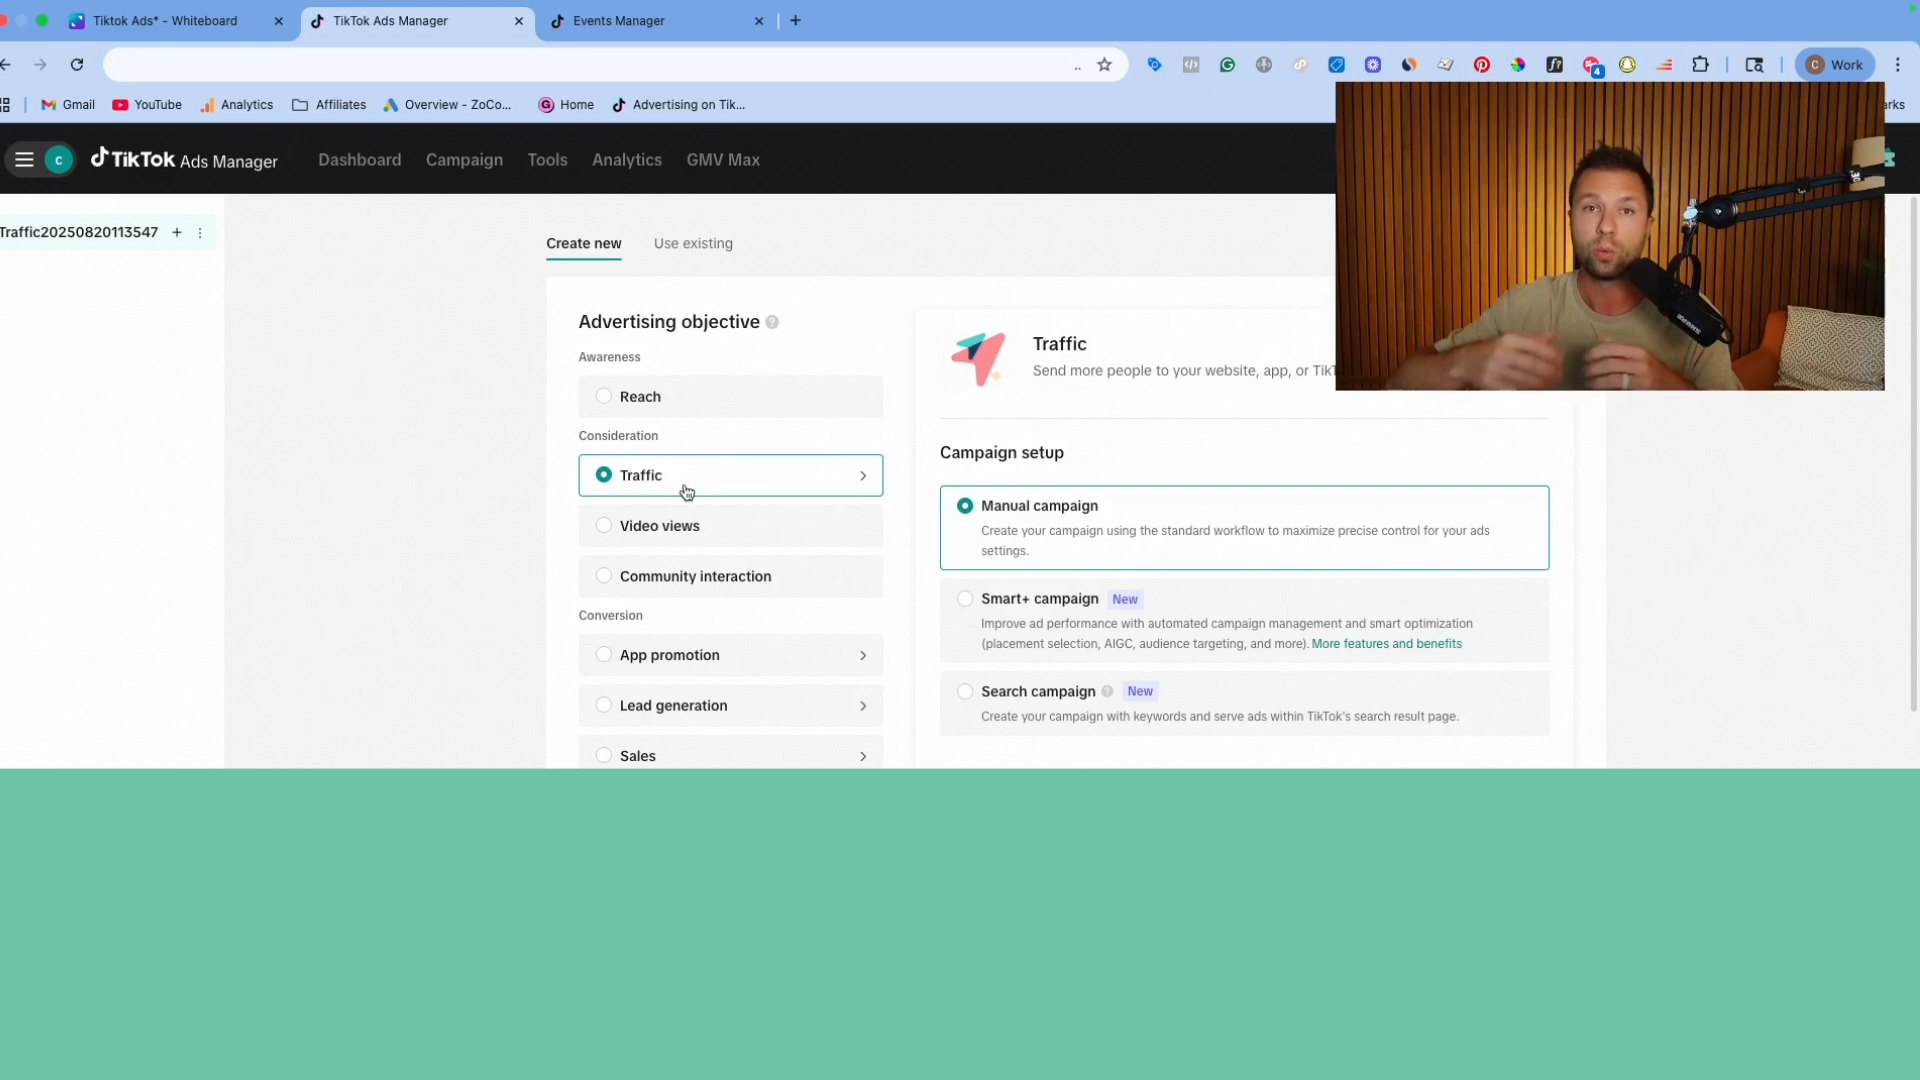 Tiktok Ads* - Whiteboard
TikTok Ads Manager
Events Manager
C Work
4
Gmail
YouTube
Analytics
Affiliates
Overview - ZoCo...
Home
Advertising on Tik...
arks
C
TikTok Ads Manager
Dashboard
Campaign
Tools
Analytics
GMV Max
Traffic20250820113547
Create new
Use existing
Advertising objective
Awareness
Reach
Consideration
Traffic
Video views
Community interaction
Conversion
App promotion
Lead generation
Sales
Traffic
Send more people to your website, app, or TikT
Campaign setup
Manual campaign
Create your campaign using the standard workflow to maximize precise control for your ads
settings.
Smart+ campaign New
Improve ad performance with automated campaign management and smart optimization
(placement selection, AIGC, audience targeting, and more). More features and benefits
Search campaign New
Create your campaign with keywords and serve ads within TikTok's search result page.